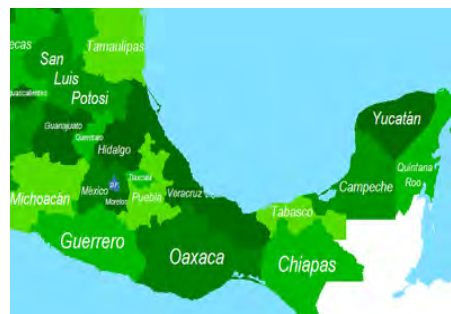 Tamaulipas
ecas
San
Luis
Potosi
Yucatán
Guanajuato
Querétaro
Hidalgo
Quintana
Roo
Campeche
Tlaxcala
México
Morelos
Puebla
Veracruz
Michoacán
Tabasco
Guerrero
Oaxaca
Chiapas